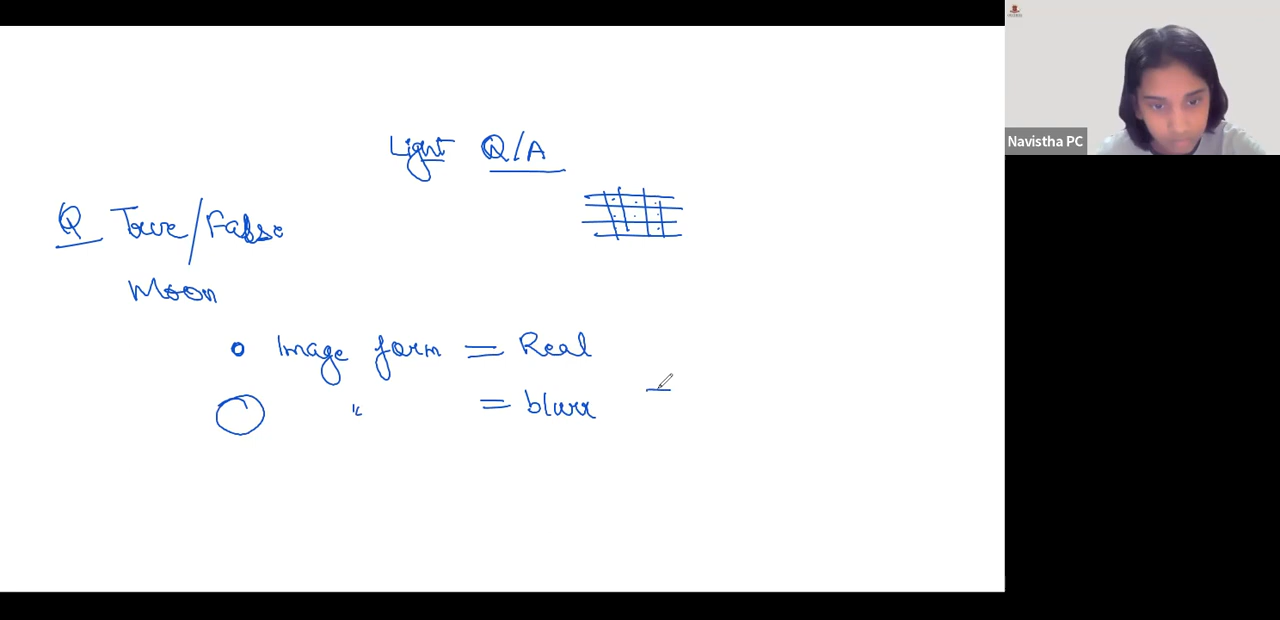 Light Q/A
Q True/False
Moon
Image form = Real
" = blurr
Navistha PC